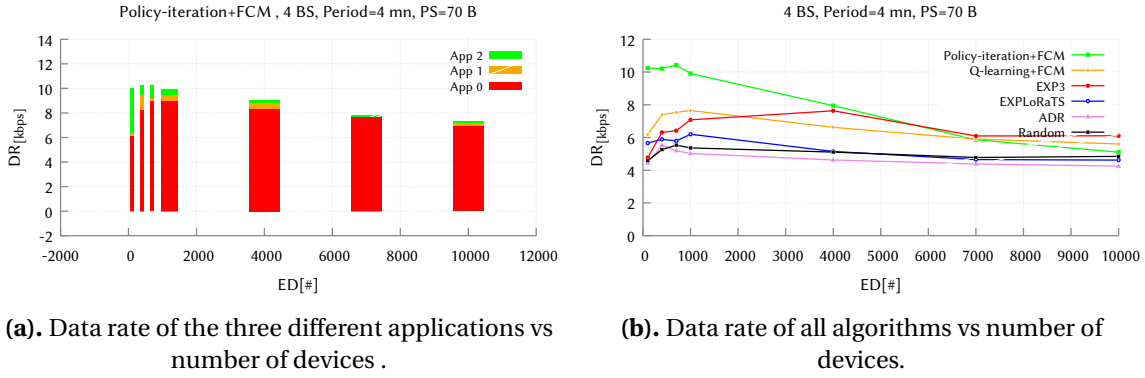 Policy-iteration+FCM , 4 BS, Period=4 mn, PS=70 B
14
12
10
8
6
4
2
0
-2
DR[kbps]
App 2
App 1
App 0
-2000 0 2000 4000 6000 8000 10000 12000
ED[#]
(a). Data rate of the three different applications vs
number of devices .
4 BS, Period=4 mn, PS=70 B
12
10
8
6
4
2
0
DR[kbps]
Policy-iteration+FCM
Q-learning+FCM
EXP3
EXPLoRaTS
ADR
Random
0 1000 2000 3000 4000 5000 6000 7000 8000 9000 10000
ED[#]
(b). Data rate of all algorithms vs number of
devices.